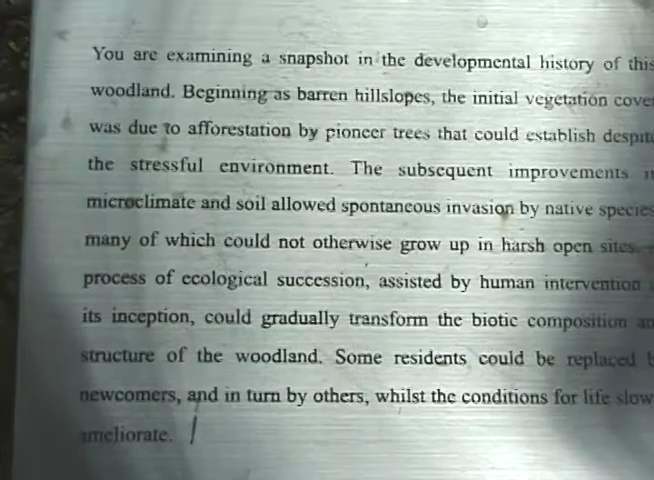 You are examining a snapshot in the developmental history of this
woodland. Beginning as barren hillslopes, the initial vegetation cove
was due to afforestation by pioneer trees that could establish despit
the stressful environment. The subsequent improvements
microclimate and soil allowed spontaneous invasion by native species
many of which could not otherwise grow up in harsh open sites.
process of ecological succession, assisted by human intervention
its inception, could gradually transform the biotic composition an
structure of the woodland. Some residents could be replaced b
newcomers, and in turn by others, whilst the conditions for life slow
ameliorate.